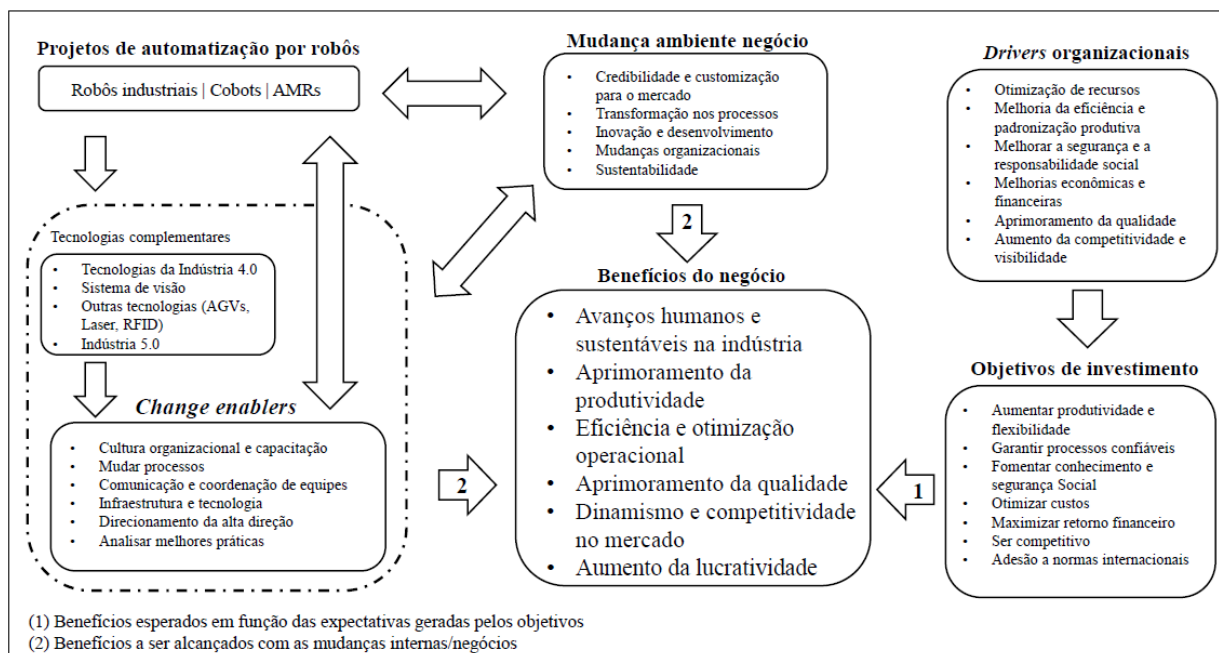 Projetos de automatização por robôs
Robôs industriais | Cobots | AMRs
Mudança ambiente negócio
• Credibilidade e customização
para o mercado
• Transformação nos processos
• Inovação e desenvolvimento
• Mudanças organizacionais
• Sustentabilidade
Drivers organizacionais
• Otimização de recursos
• Melhoria da eficiência e
padronização produtiva
• Melhorar a segurança e a
responsabilidade social
• Melhorias econômicas e
financeiras
• Aprimoramento da qualidade
• Aumento da competitividade e
visibilidade
Tecnologias complementares
• Tecnologias da Indústria 4.0
• Sistema de visão
• Outras tecnologias (AGVs,
Laser, RFID)
• Indústria 5.0
Change enablers
• Cultura organizacional e capacitação
• Mudar processos
• Comunicação e coordenação de equipes
• Infraestrutura e tecnologia
• Direcionamento da alta direção
• Analisar melhores práticas
2
2
Benefícios do negócio
• Avanços humanos e
sustentáveis na indústria
• Aprimoramento da
produtividade
• Eficiência e otimização
operacional
• Aprimoramento da qualidade
• Dinamismo e competitividade
no mercado
• Aumento da lucratividade
1
Objetivos de investimento
• Aumentar produtividade e
flexibilidade
• Garantir processos confiáveis
• Fomentar conhecimento e
segurança Social
• Otimizar custos
• Maximizar retorno financeiro
• Ser competitivo
• Adesão a normas internacionais
(1) Benefícios esperados em função das expectativas geradas pelos objetivos
(2) Benefícios a ser alcançados com as mudanças internas/negócios